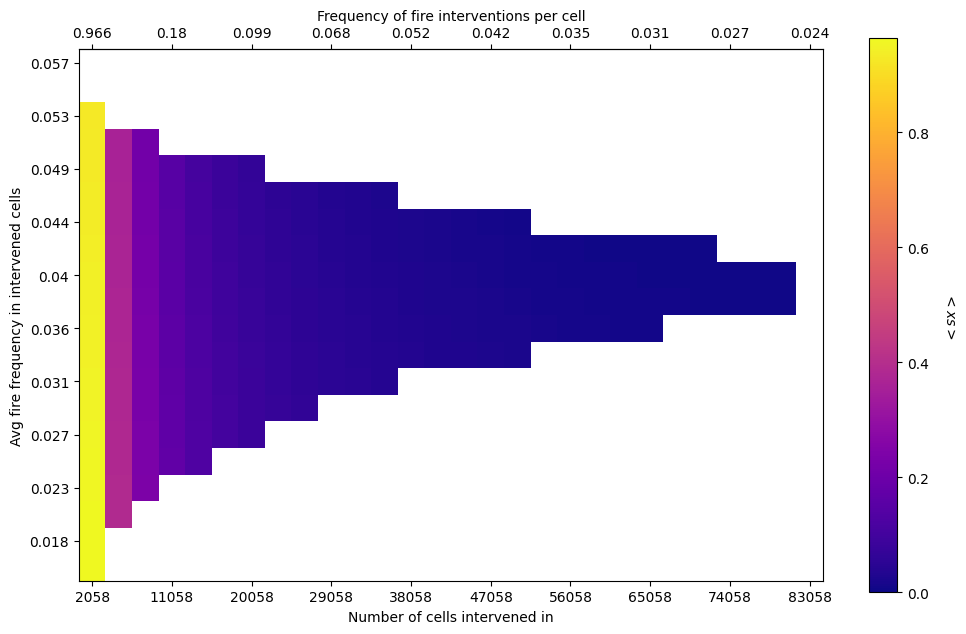 Frequency of fire interventions per cell
0.966 0.18 0.099 0.068 0.052 0.042 0.035 0.031 0.027 0.024
0.057
0.053
0.049
0.044
0.04
0.036
0.031
0.027
0.023
0.018
Avg fire frequency in intervened cells
2058 11058 20058 29058 38058 47058 56058 65058 74058 83058
Number of cells intervened in
0.8
0.6
0.4
0.2
0.0
< xs >